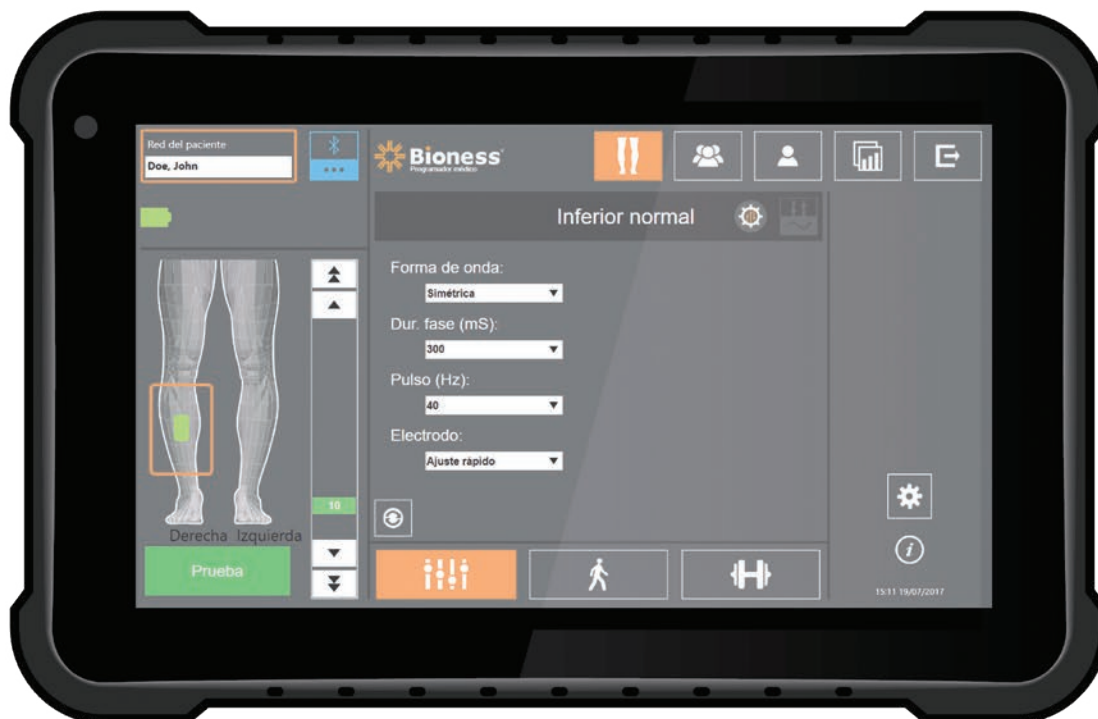 Red del paciente
Doe, John
Bioness
Programador médico
Inferior normal
Forma de onda:
Simétrica
Dur. fase (mS):
300
Pulso (Hz):
40
Electrodo:
Ajuste rápido
10
Derecha Izquierda
Prueba
i
15:11 19/07/2017